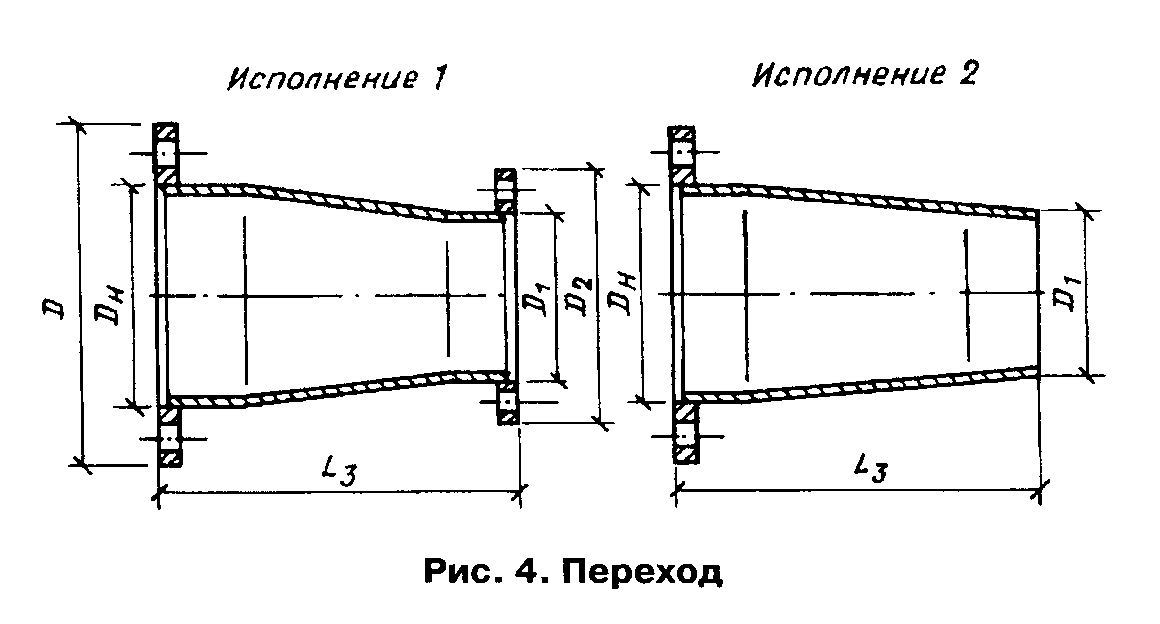 Исполнение 1
Исполнение 2
D
Dн
D1
D2
Dн
D1
L3
L3
Рис. 4. Переход